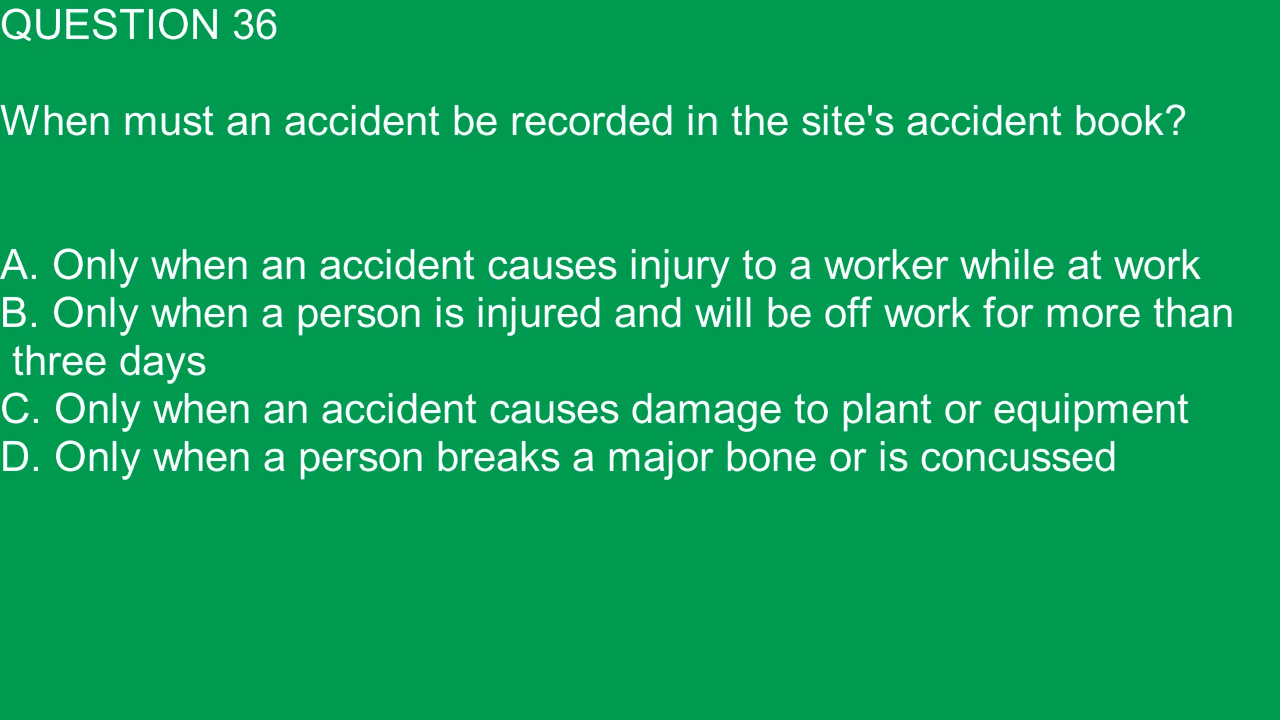 QUESTION 36
When must an accident be recorded in the site's accident book?
A. Only when an accident causes injury to a worker while at work
B. Only when a person is injured and will be off work for more than
three days
C. Only when an accident causes damage to plant or equipment
D. Only when a person breaks a major bone or is concussed